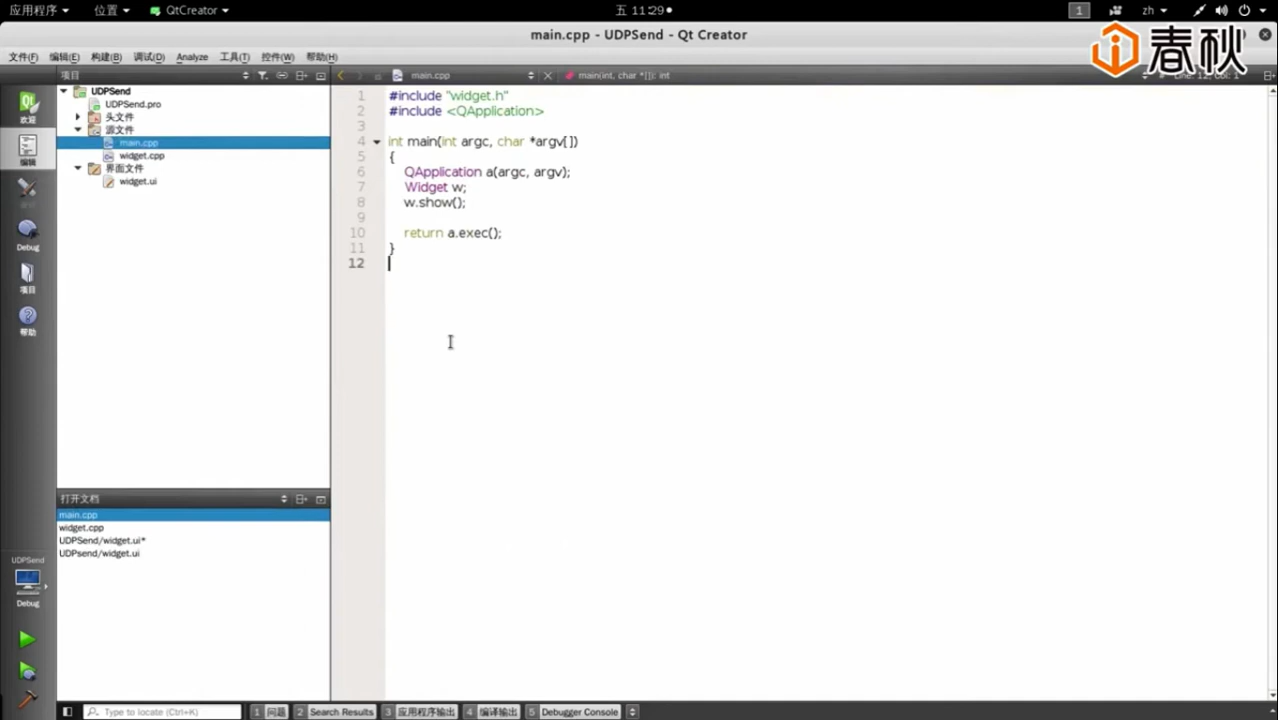 应用程序 位置 QtCreator 五 11:29 1 zh
main.cpp - UDPSend - Qt Creator
春秋
文件(F) 编辑(E) 构建(B) 调试(D) Analyze 工具(T) 控件(W) 帮助(H)
项目 main.cpp main(int, char *[]): int
UDPSend
UDPSend.pro
头文件
源文件
main.cpp
widget.cpp
界面文件
widget.ui
欢迎
编辑
Debug
项目
帮助
1 #include "widget.h"
2 #include <QApplication>
3
4 int main(int argc, char *argv[])
5 {
6 QApplication a(argc, argv);
7 Widget w;
8 w.show();
9
10 return a.exec();
11 }
12
打开文档
main.cpp
widget.cpp
UDPSend/widget.ui*
UDPsend/widget.ui
UDPSend
Debug
Type to locate (Ctrl+K) 1 问题 2 Search Results 3 应用程序输出 4 编译输出 5 Debugger Console